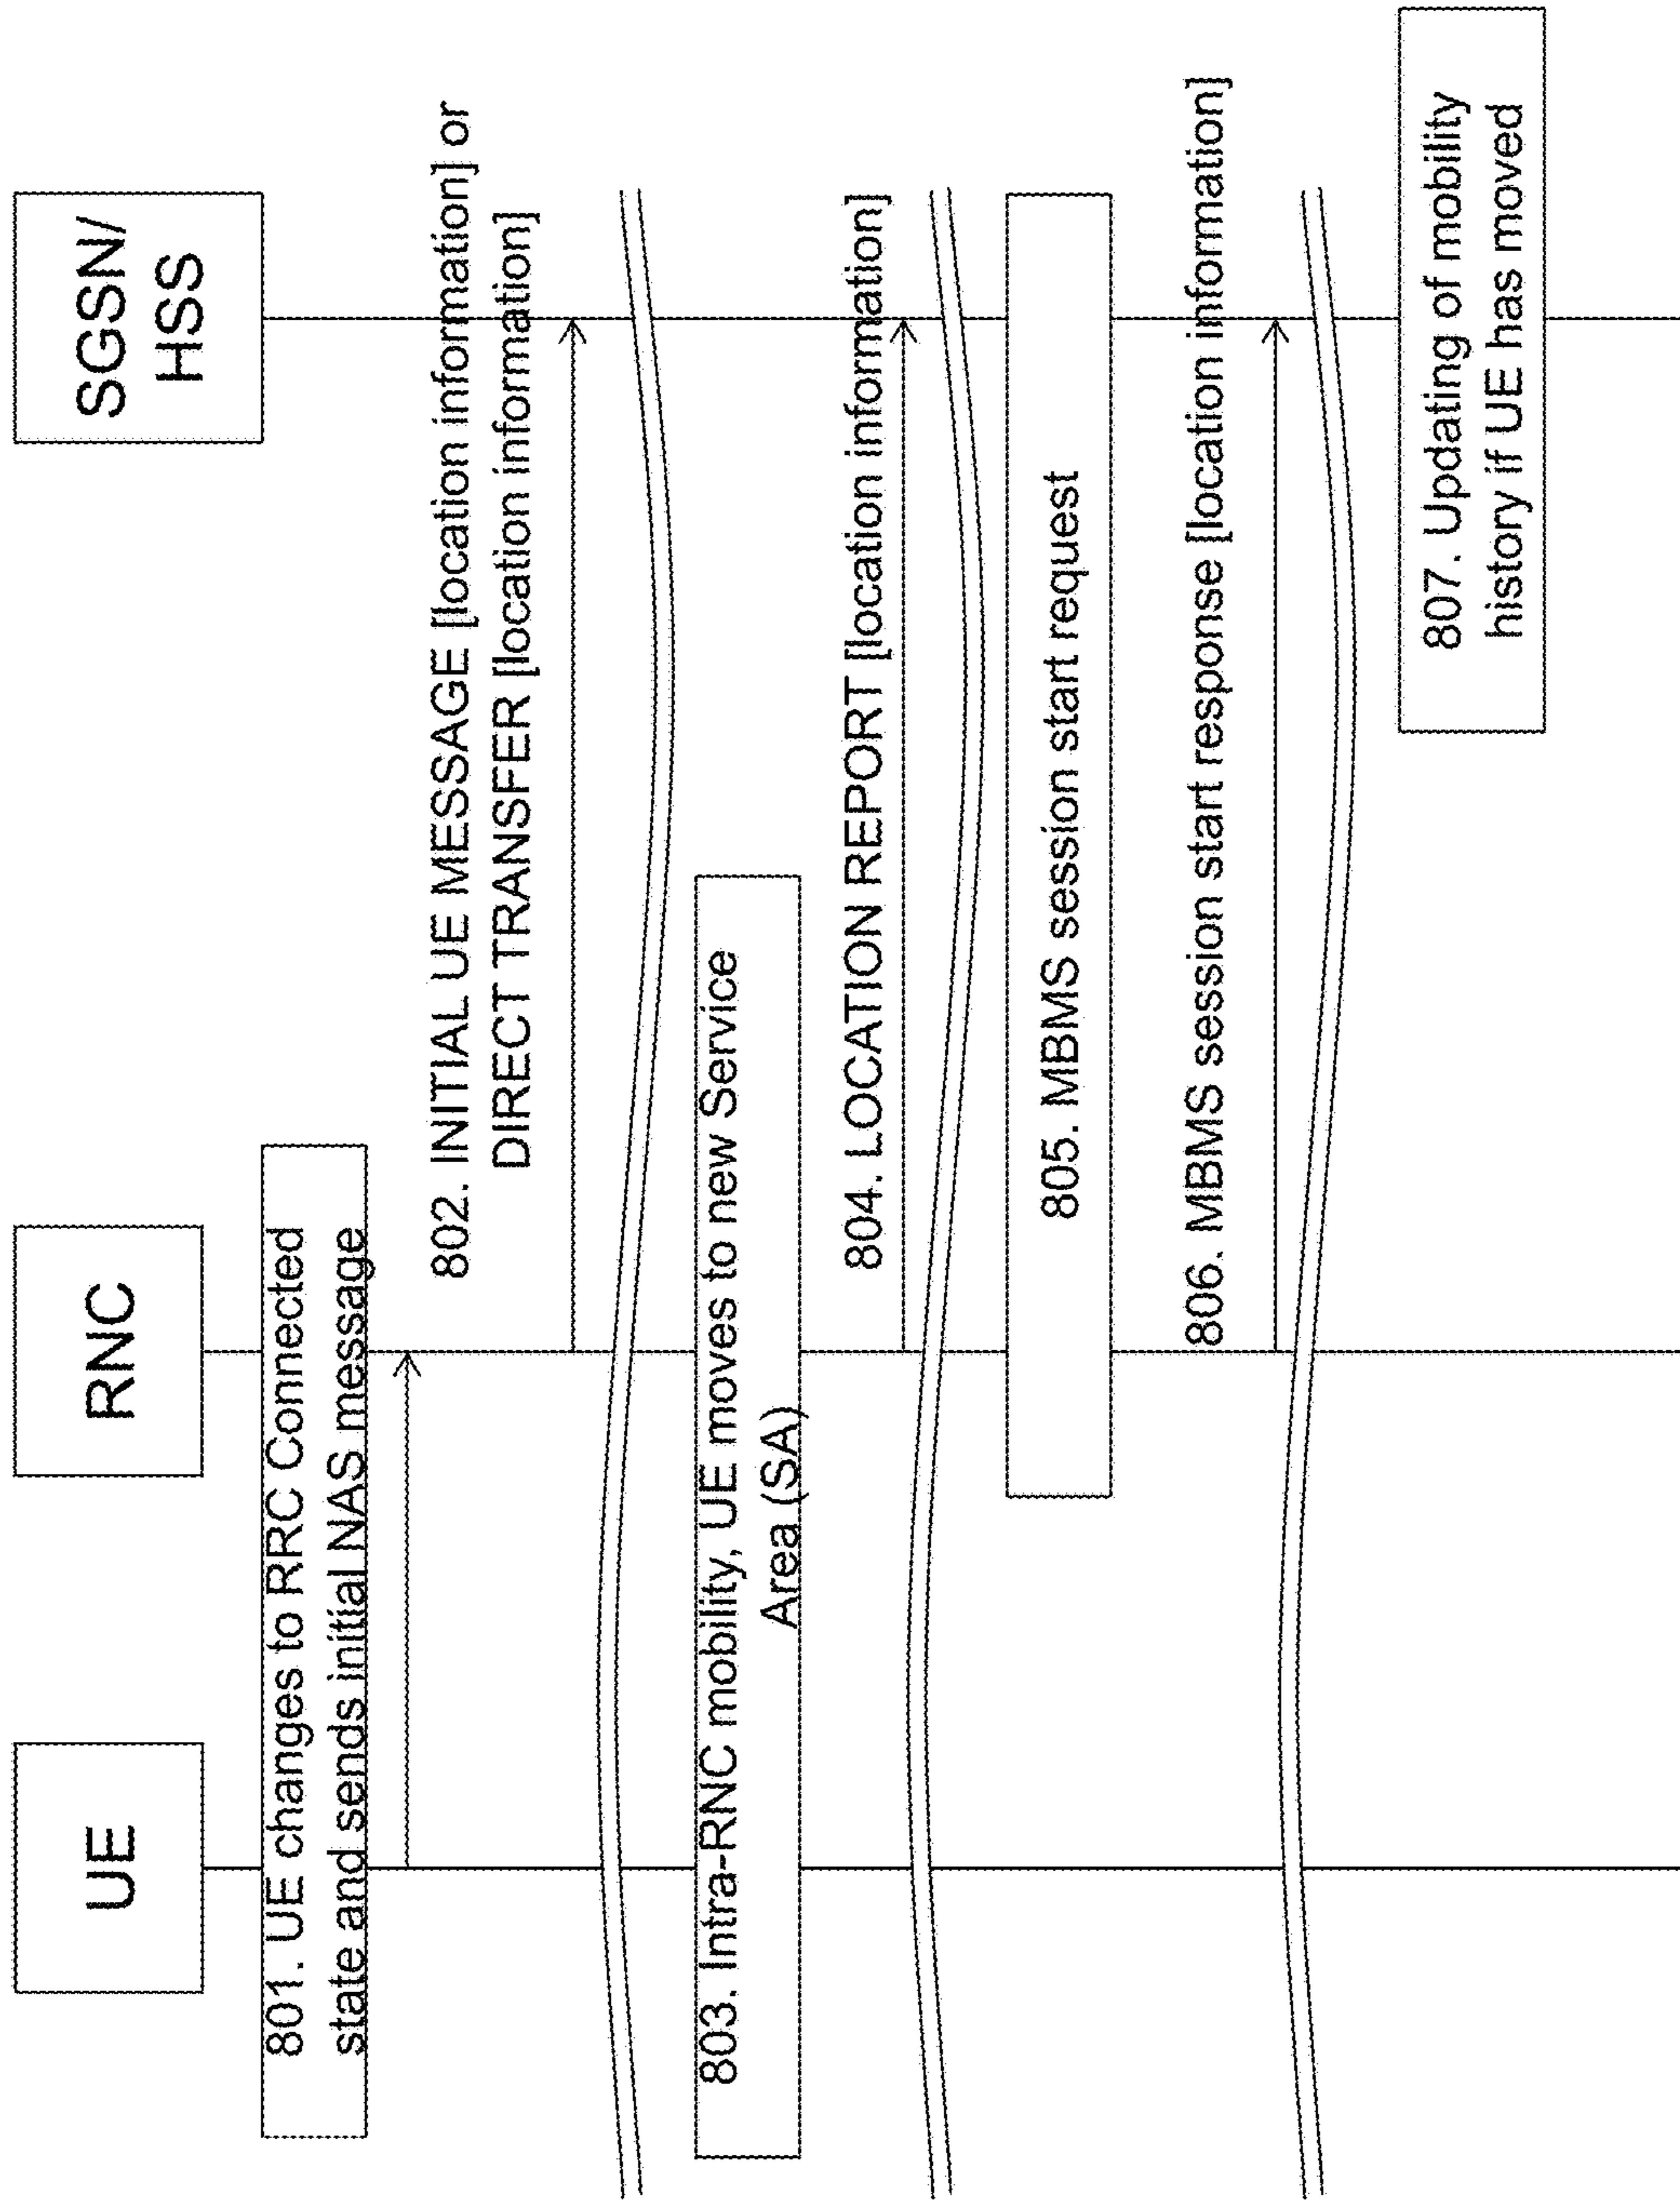 UE
RNC
SGSN/
HSS
801. UE changes to RRC Connected
state and sends initial NAS message
802. INITIAL UE MESSAGE [location information] or
DIRECT TRANSFER [location information]
803. Intra-RNC mobility, UE moves to new Service
Area (SA)
804. LOCATION REPORT [location information]
805. MBMS session start request
806. MBMS session start response [location information]
807. Updating of mobility
history if UE has moved